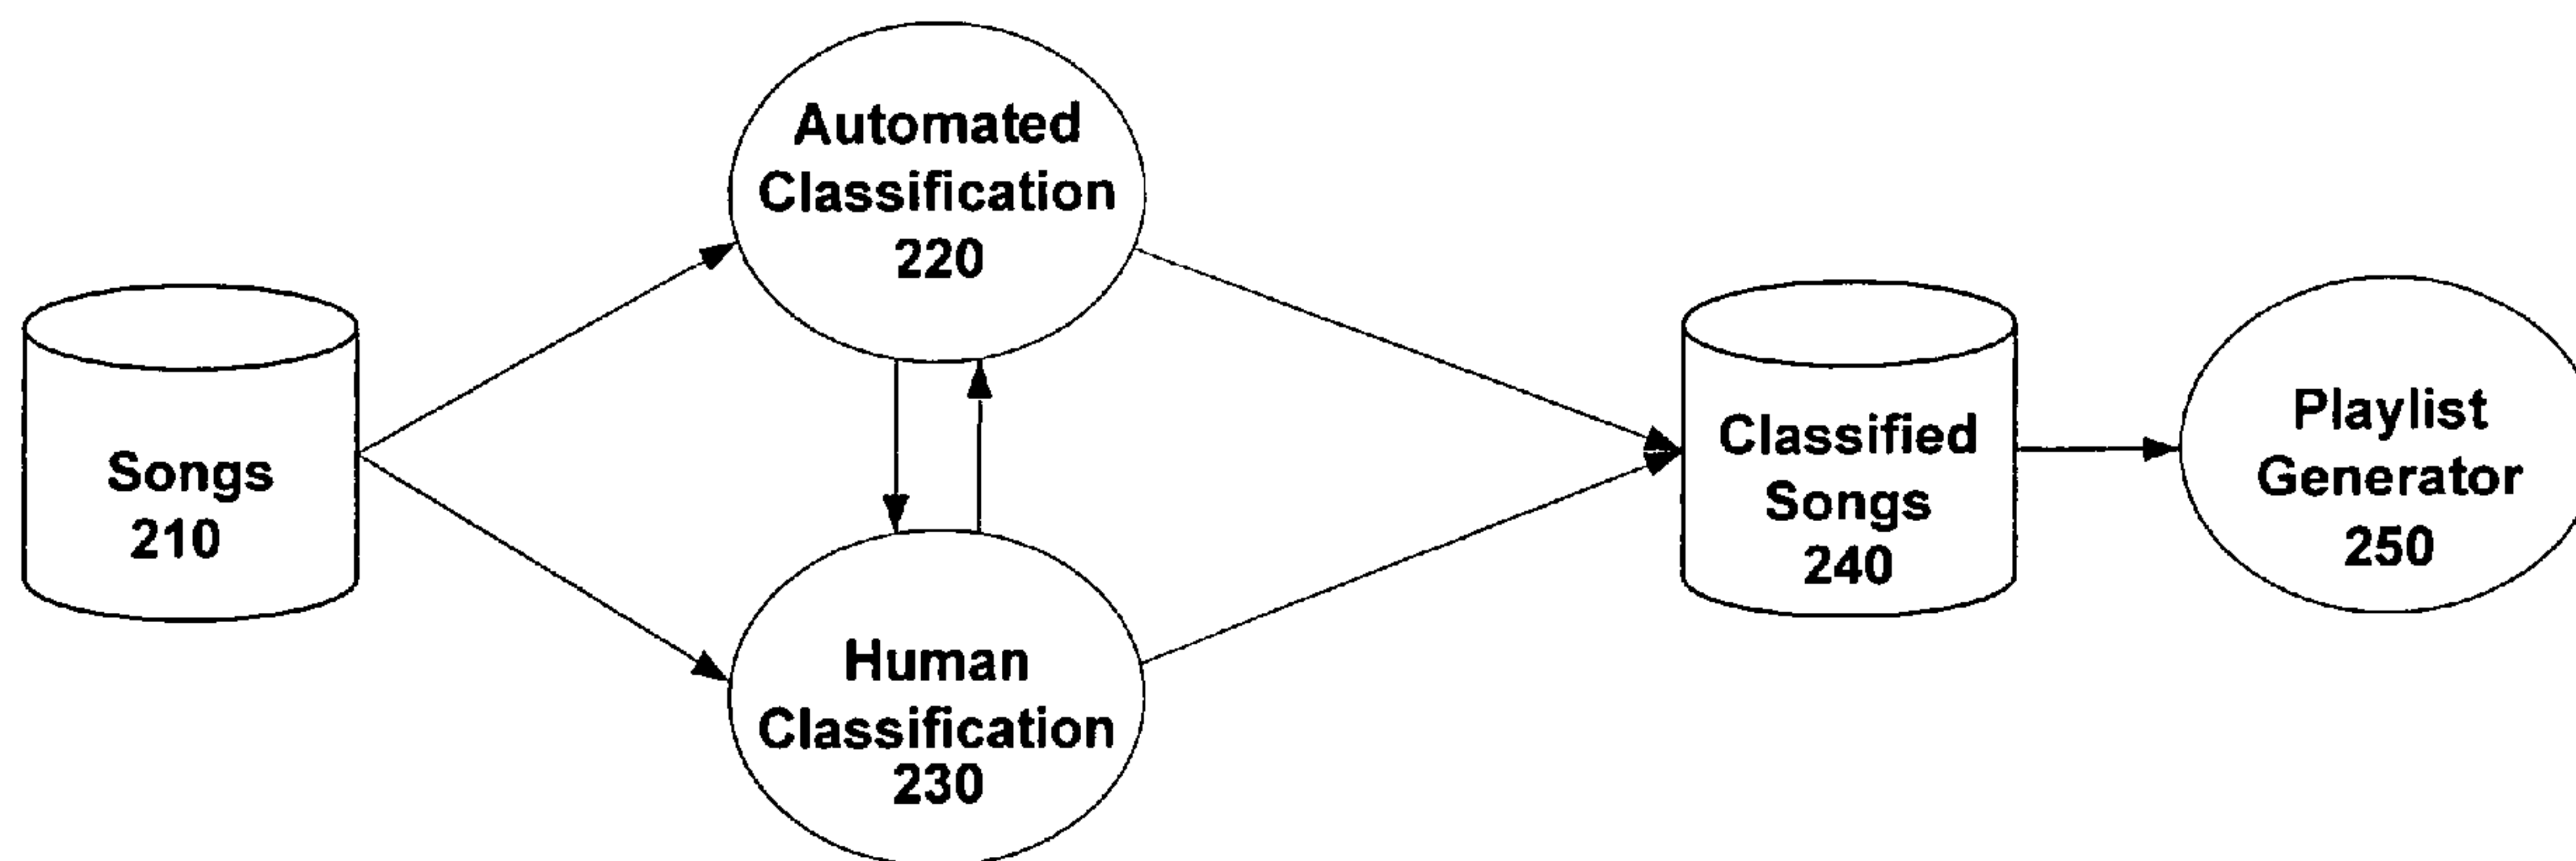 Songs
210
Automated
Classification
220
Human
Classification
230
Classified
Songs
240
Playlist
Generator
250